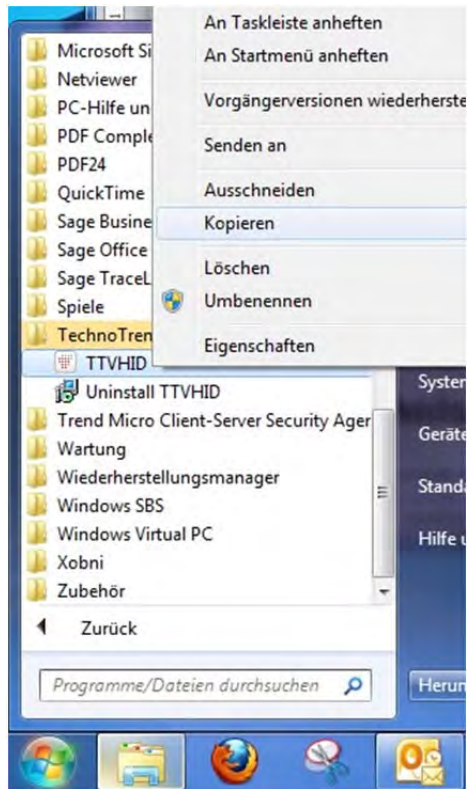 An Taskleiste anheften
An Startmenü anheften
Vorgängerversionen wiederherste
Senden an
Ausschneiden
Kopieren
Löschen
Umbenennen
Eigenschaften
Microsoft Si
Netviewer
PC-Hilfe un
PDF Comple
PDF24
QuickTime
Sage Busine
Sage Office
Sage TraceL
Spiele
TechnoTren
TTVHID
Uninstall TTVHID
Trend Micro Client-Server Security Ager
Wartung
Wiederherstellungsmanager
Windows SBS
Windows Virtual PC
Xobni
Zubehör
Zurück
Programme/Dateien durchsuchen
System
Geräte
Standa
Hilfe u
Herun